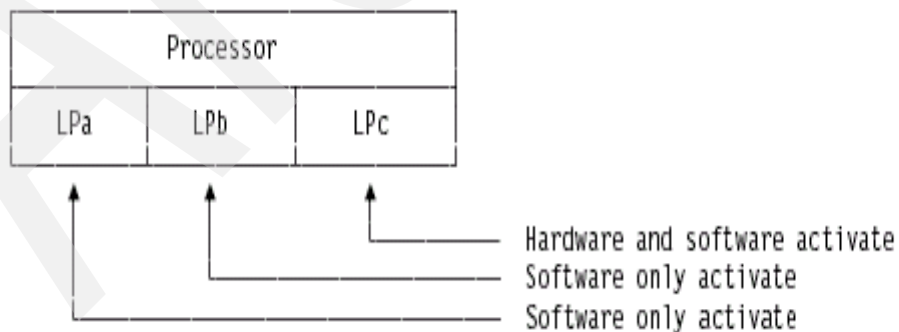 Processor
LPa LPb LPc
Hardware and software activate
Software only activate
Software only activate